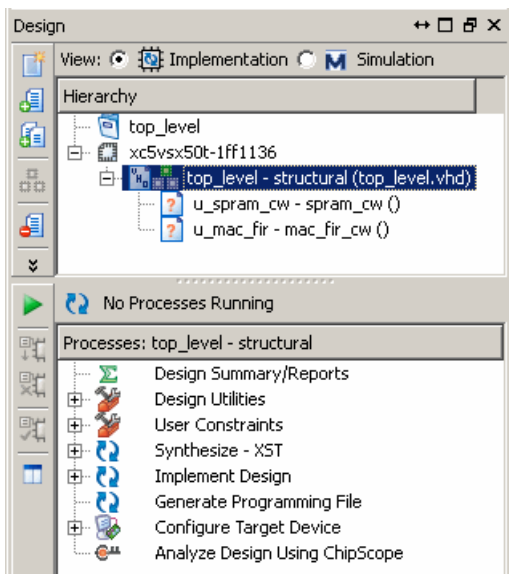 Design
View: Implementation Simulation
Hierarchy
top_level
xc5vsx50t-1ff1136
top_level - structural (top_level.vhd)
u_spram_cw - spram_cw ()
u_mac_fir - mac_fir_cw ()
No Processes Running
Processes: top_level - structural
Design Summary/Reports
Design Utilities
User Constraints
Synthesize - XST
Implement Design
Generate Programming File
Configure Target Device
Analyze Design Using ChipScope